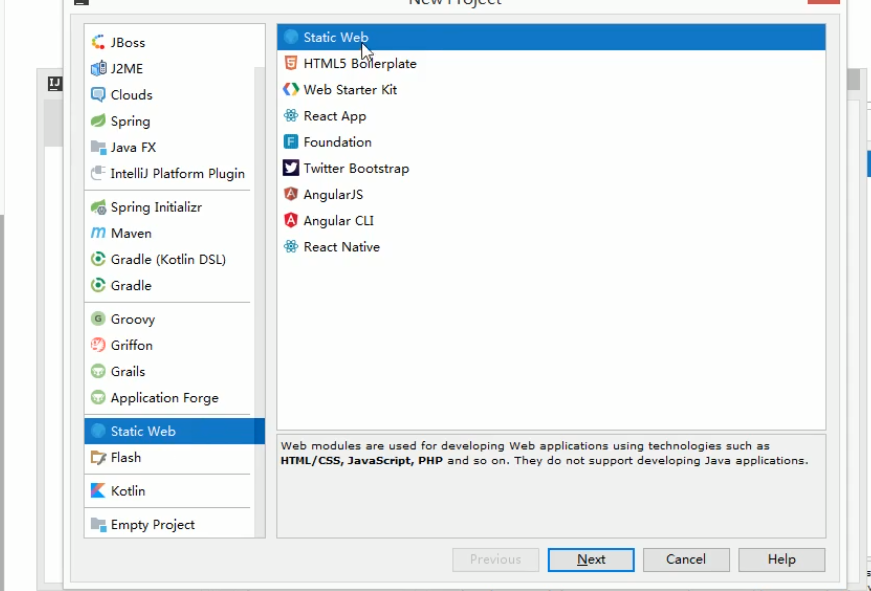 New Project
JBoss
J2ME
Clouds
Spring
Java FX
IntelliJ Platform Plugin
Spring Initializr
Maven
Gradle (Kotlin DSL)
Gradle
Groovy
Griffon
Grails
Application Forge
Static Web
Flash
Kotlin
Empty Project
Static Web
HTML5 Boilerplate
Web Starter Kit
React App
Foundation
Twitter Bootstrap
AngularJS
Angular CLI
React Native
Web modules are used for developing Web applications using technologies such as
HTML/CSS, JavaScript, PHP and so on. They do not support developing Java applications.
Previous
Next
Cancel
Help